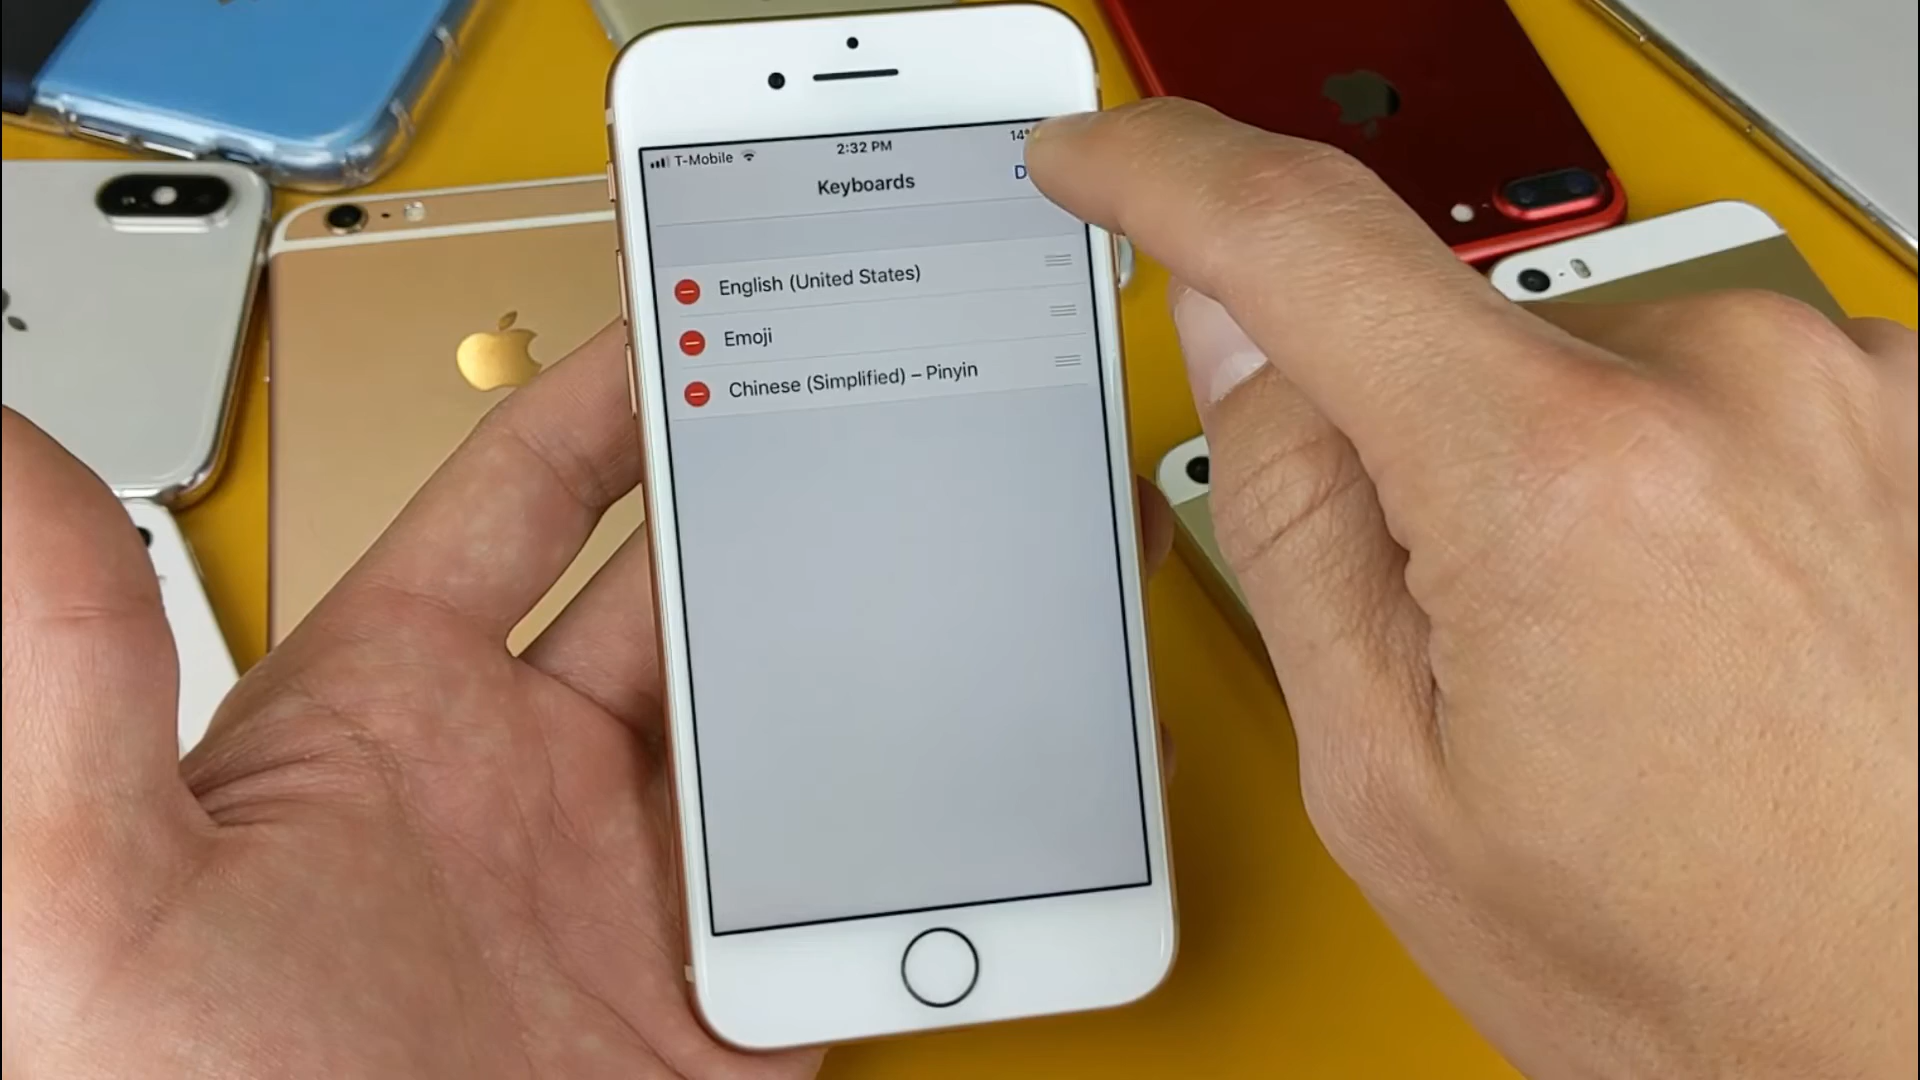 T-Mobile 2:32 PM
Keyboards
English (United States)
Emoji
Chinese (Simplified) – Pinyin